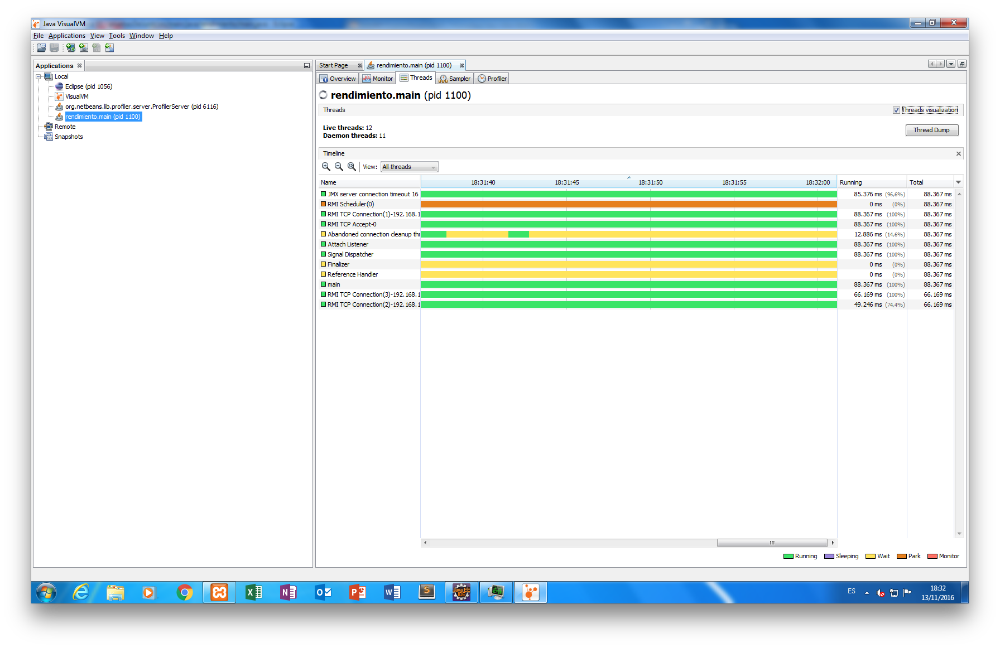 Java VisualVM
File Applications View Tools Window Help
Applications
Local
Eclipse (pid 1056)
VisualVM
org.netbeans.lib.profiler.server.ProfilerServer (pid 6116)
rendimiento.main (pid 1100)
Remote
Snapshots
Start Page rendimiento.main (pid 1100)
Overview Monitor Threads Sampler Profiler
rendimiento.main (pid 1100)
Threads Threads visualization
Live threads: 12
Daemon threads: 11
Thread Dump
Timeline
View: All threads
Name 18:31:40 18:31:45 18:31:50 18:31:55 18:32:00 Running Total
JMX server connection timeout 16 85.376 ms (96,6%) 88.367 ms
RMI Scheduler(0) 0 ms (0%) 88.367 ms
RMI TCP Connection(1)-192.168.1 88.367 ms (100%) 88.367 ms
RMI TCP Accept-0 88.367 ms (100%) 88.367 ms
Abandoned connection cleanup thr 12.886 ms (14,6%) 88.367 ms
Attach Listener 88.367 ms (100%) 88.367 ms
Signal Dispatcher 88.367 ms (100%) 88.367 ms
Finalizer 0 ms (0%) 88.367 ms
Reference Handler 0 ms (0%) 88.367 ms
main 88.367 ms (100%) 88.367 ms
RMI TCP Connection(3)-192.168.1 66.169 ms (100%) 66.169 ms
RMI TCP Connection(2)-192.168.1 49.246 ms (74,4%) 66.169 ms
Running Sleeping Wait Park Monitor
Java EE
IDE
ES
18:32
13/11/2016